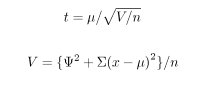 t = μ/√V/n
V = {Ψ² + Σ(x − μ)²}/n